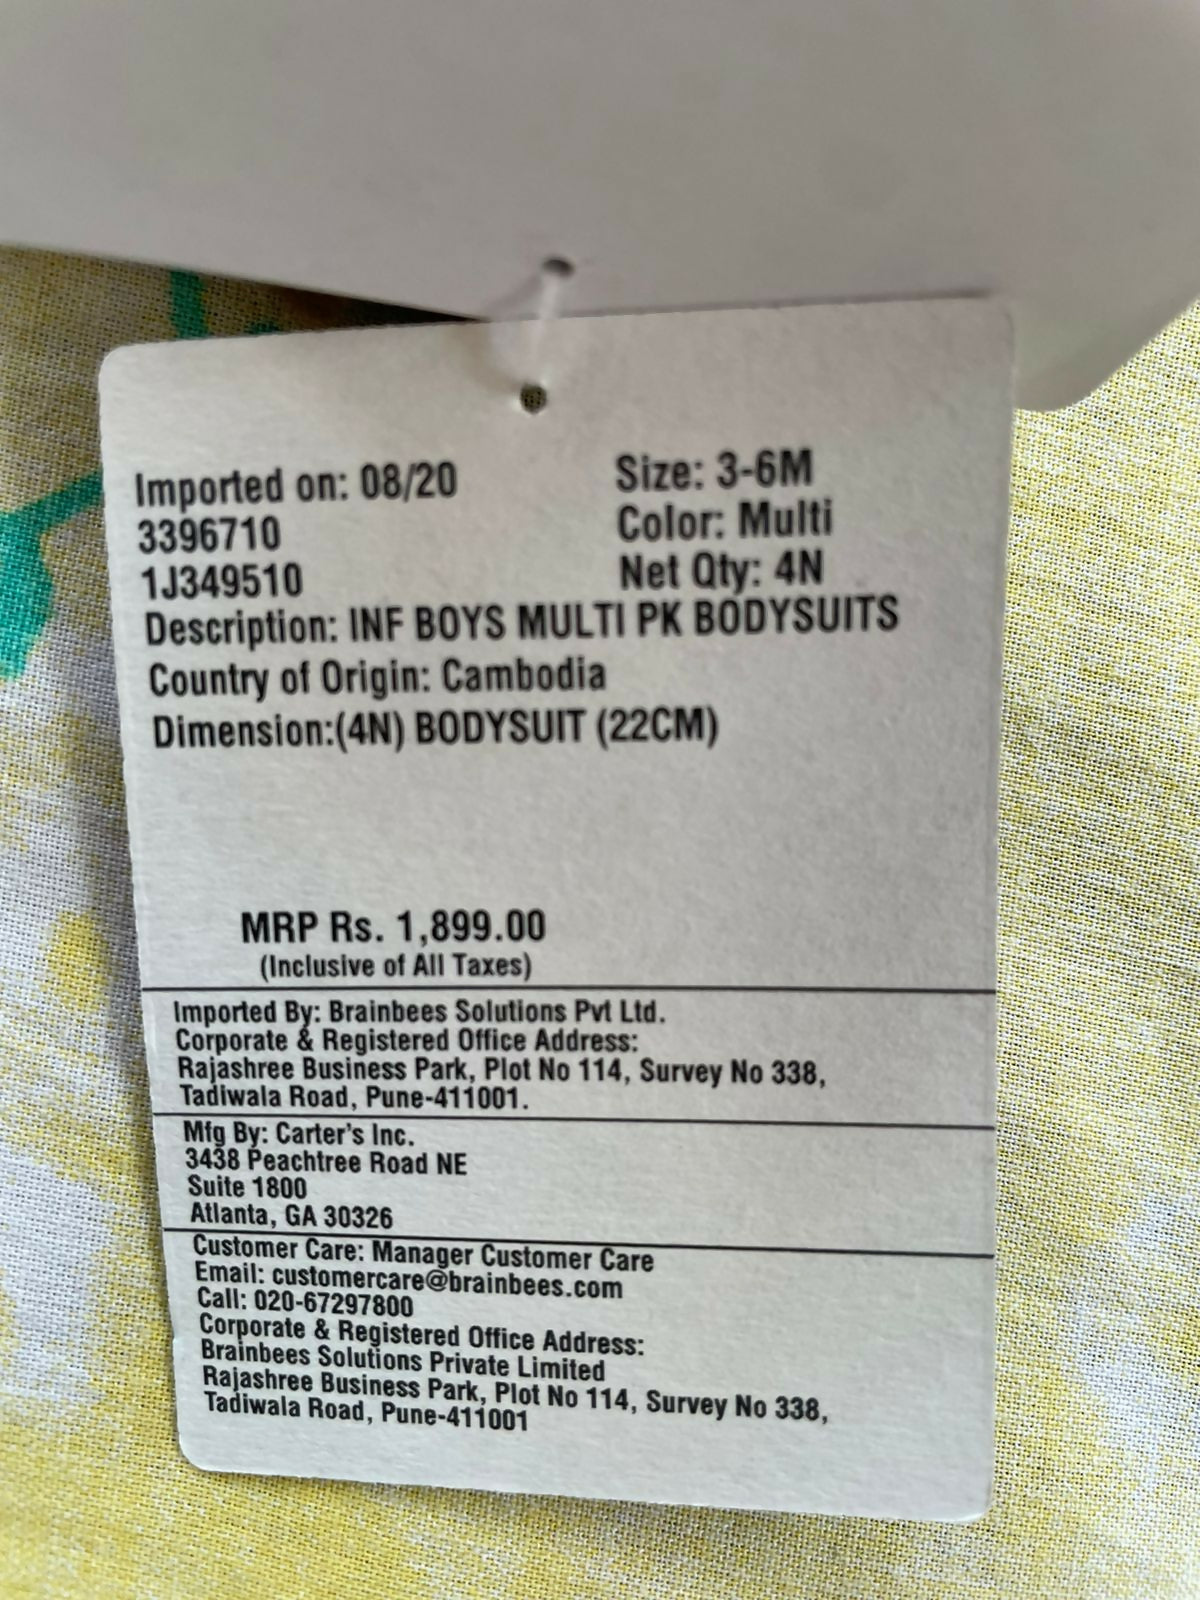 Imported on: 08/20
3396710
1J349510
Size: 3-6M
Color: Multi
Net Qty: 4N
Description: INF BOYS MULTI PK BODYSUITS
Country of Origin: Cambodia
Dimension:(4N) BODYSUIT (22CM)
MRP Rs. 1,899.00
(Inclusive of All Taxes)
Imported By: Brainbees Solutions Pvt Ltd.
Corporate & Registered Office Address:
Rajashree Business Park, Plot No 114, Survey No 338,
Tadiwala Road, Pune-411001.
Mfg By: Carter's Inc.
3438 Peachtree Road NE
Suite 1800
Atlanta, GA 30326
Customer Care: Manager Customer Care
Email: customercare@brainbees.com
Call: 020-67297800
Corporate & Registered Office Address:
Brainbees Solutions Private Limited
Rajashree Business Park, Plot No 114, Survey No 338,
Tadiwala Road, Pune-411001